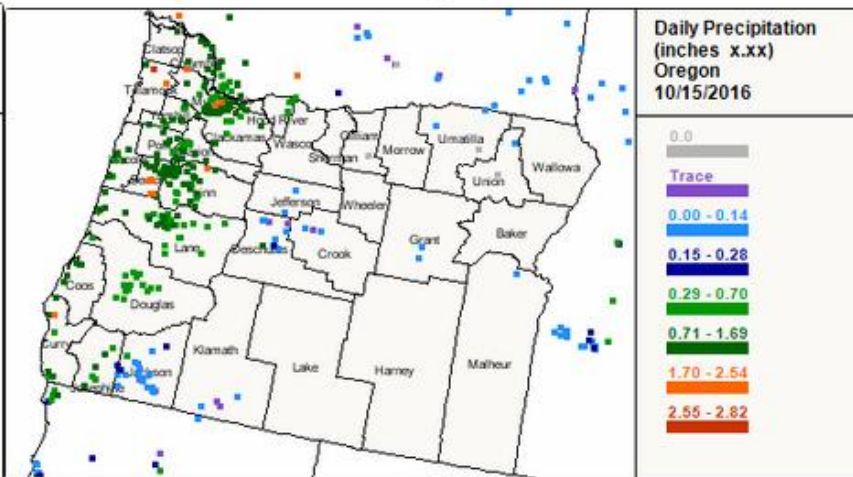 Daily Precipitation
(inches x.xx)
Oregon
10/15/2016
0.0
Trace
0.00 - 0.14
0.15 - 0.28
0.29 - 0.70
0.71 - 1.69
1.70 - 2.54
2.55 - 2.82
Clatsop
Hood River
Clackamas
Wasco
Sherman
Gilliam
Morrow
Umatilla
Union
Wallowa
Jefferson
Wheeler
Grant
Baker
Lane
Deschutes
Crook
Coos
Douglas
Curry
Jackson
Klamath
Lake
Harney
Malheur